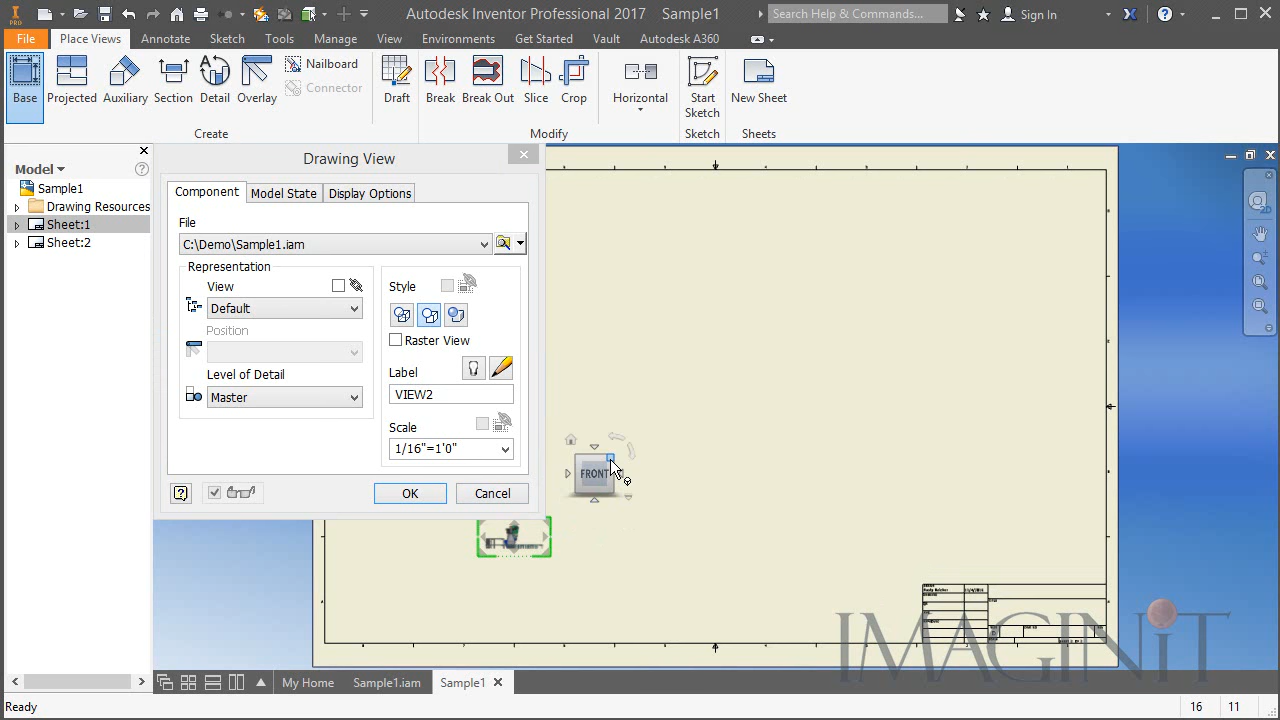 PRO
Autodesk Inventor Professional 2017 Sample1
Search Help & Commands...
Sign In
File
Place Views
Annotate
Sketch
Tools
Manage
View
Environments
Get Started
Vault
Autodesk A360
Base
Projected
Auxiliary
Section
Detail
Overlay
Nailboard
Connector
Draft
Break
Break Out
Slice
Crop
Horizontal
Start
Sketch
New Sheet
Create
Modify
Sketch
Sheets
Model
Sample1
Drawing Resources
Sheet:1
Sheet:2
Drawing View
Component
Model State
Display Options
File
C:\Demo\Sample1.iam
Representation
View
Default
Position
Level of Detail
Master
Style
Raster View
Label
VIEW2
Scale
1/16"=1'0"
OK
Cancel
FRONT
2D
IMAGINiT
My Home
Sample1.iam
Sample1
Ready
16
11